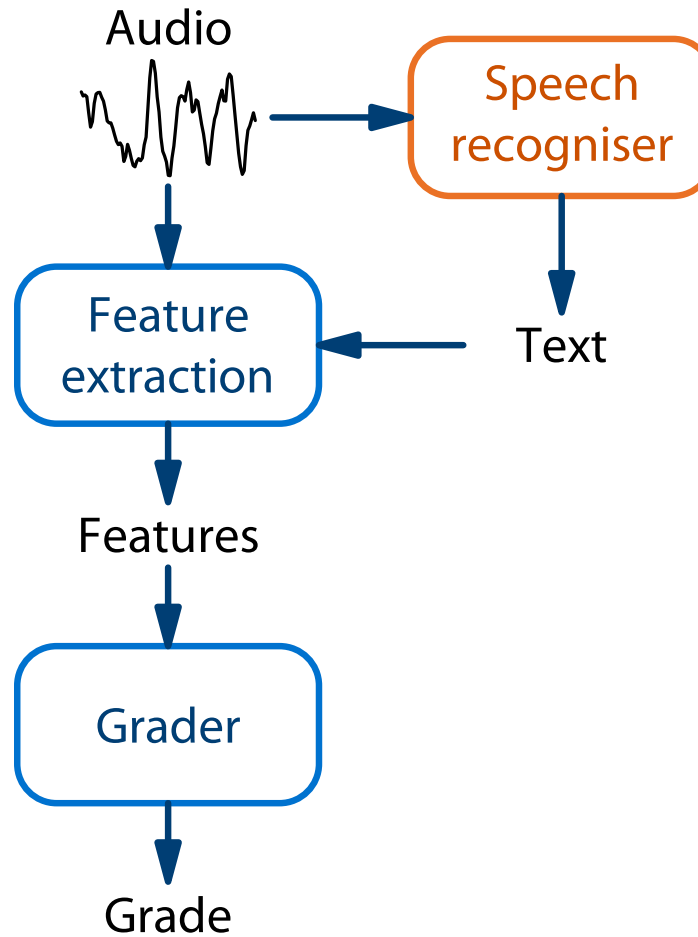 Audio
Speech
recogniser
Feature
extraction
Text
Features
Grader
Grade